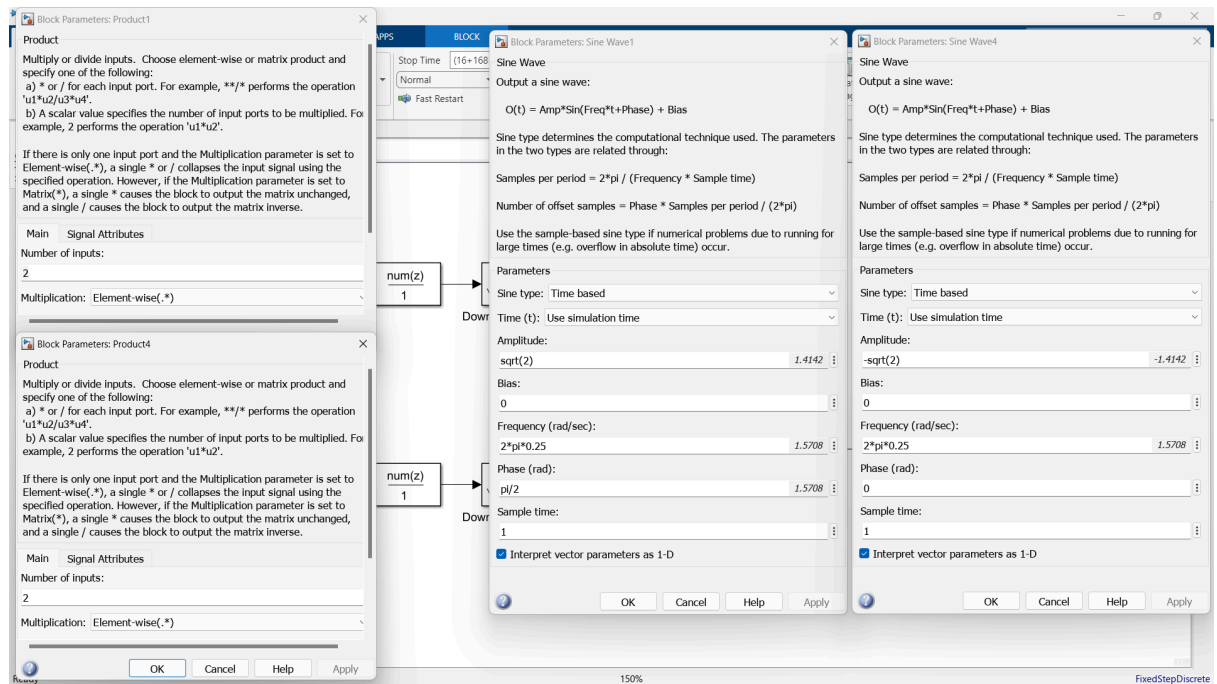 Block Parameters: Product1
Product
Multiply or divide inputs. Choose element-wise or matrix product and
specify one of the following:
a) * or / for each input port. For example, **/* performs the operation
'u1*u2/u3*u4'.
b) A scalar value specifies the number of input ports to be multiplied. For
example, 2 performs the operation 'u1*u2'.
If there is only one input port and the Multiplication parameter is set to
Element-wise(.*), a single * or / collapses the input signal using the
specified operation. However, if the Multiplication parameter is set to
Matrix(*), a single * causes the block to output the matrix unchanged,
and a single / causes the block to output the matrix inverse.
Main Signal Attributes
Number of inputs:
2
Multiplication: Element-wise(.*)
Block Parameters: Product4
Product
Multiply or divide inputs. Choose element-wise or matrix product and
specify one of the following:
a) * or / for each input port. For example, **/* performs the operation
'u1*u2/u3*u4'.
b) A scalar value specifies the number of input ports to be multiplied. For
example, 2 performs the operation 'u1*u2'.
If there is only one input port and the Multiplication parameter is set to
Element-wise(.*), a single * or / collapses the input signal using the
specified operation. However, if the Multiplication parameter is set to
Matrix(*), a single * causes the block to output the matrix unchanged,
and a single / causes the block to output the matrix inverse.
Main Signal Attributes
Number of inputs:
2
Multiplication: Element-wise(.*)
OK Cancel Help Apply
APPS BLOCK
Stop Time (16+168
Normal
Fast Restart
num(z)
1
Down
num(z)
1
Down
Block Parameters: Sine Wave1
Sine Wave
Output a sine wave:
O(t) = Amp*Sin(Freq*t+Phase) + Bias
Sine type determines the computational technique used. The parameters
in the two types are related through:
Samples per period = 2*pi / (Frequency * Sample time)
Number of offset samples = Phase * Samples per period / (2*pi)
Use the sample-based sine type if numerical problems due to running for
large times (e.g. overflow in absolute time) occur.
Parameters
Sine type: Time based
Time (t): Use simulation time
Amplitude:
sqrt(2) 1.4142
Bias:
0
Frequency (rad/sec):
2*pi*0.25 1.5708
Phase (rad):
pi/2 1.5708
Sample time:
1
Interpret vector parameters as 1-D
OK Cancel Help Apply
Block Parameters: Sine Wave4
Sine Wave
Output a sine wave:
O(t) = Amp*Sin(Freq*t+Phase) + Bias
Sine type determines the computational technique used. The parameters
in the two types are related through:
Samples per period = 2*pi / (Frequency * Sample time)
Number of offset samples = Phase * Samples per period / (2*pi)
Use the sample-based sine type if numerical problems due to running for
large times (e.g. overflow in absolute time) occur.
Parameters
Sine type: Time based
Time (t): Use simulation time
Amplitude:
-sqrt(2) -1.4142
Bias:
0
Frequency (rad/sec):
2*pi*0.25 1.5708
Phase (rad):
0
Sample time:
1
Interpret vector parameters as 1-D
OK Cancel Help Apply
150% FixedStepDiscrete